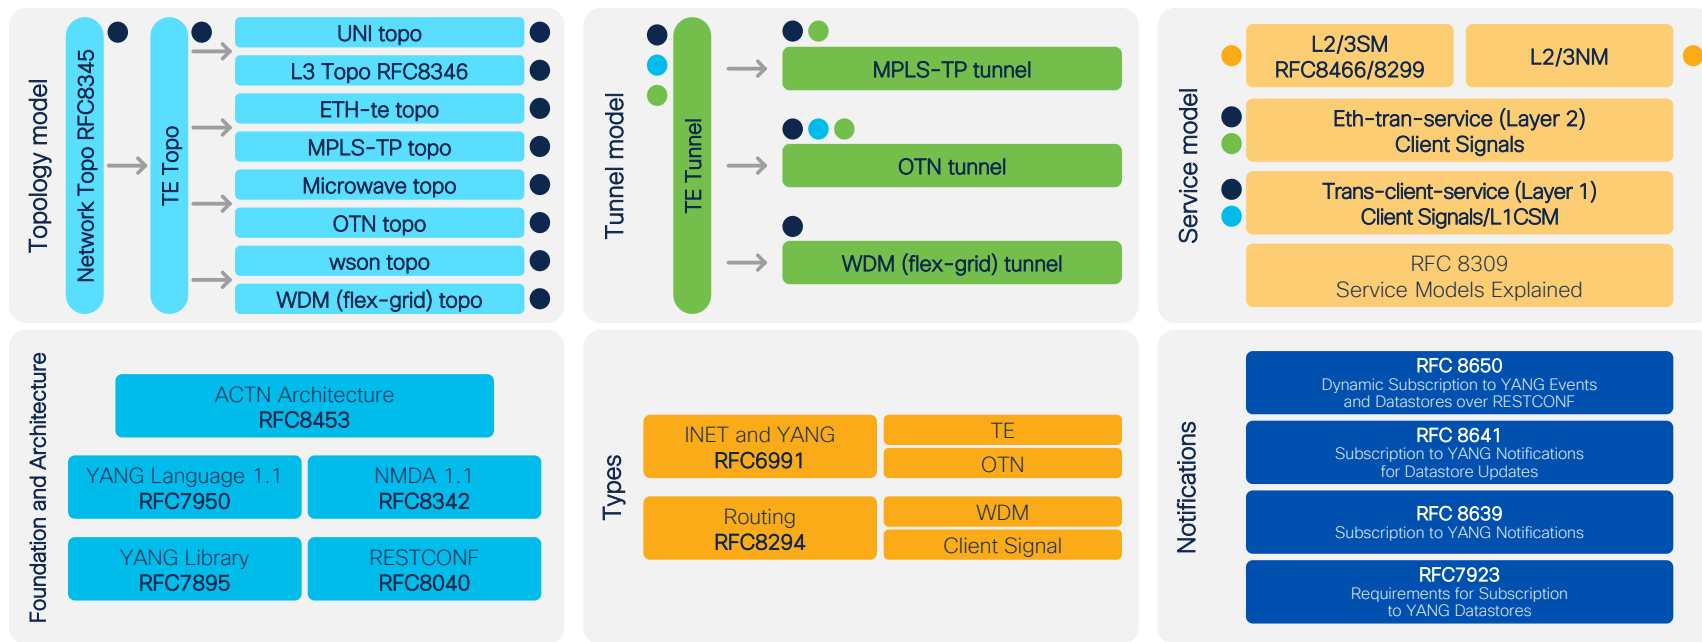 Topology model
Network Topo RFC8345
TE Topo
UNI topo
L3 Topo RFC8346
ETH-te topo
MPLS-TP topo
Microwave topo
OTN topo
wson topo
WDM (flex-grid) topo
Tunnel model
TE Tunnel
MPLS-TP tunnel
OTN tunnel
WDM (flex-grid) tunnel
Service model
L2/3SM
RFC8466/8299
L2/3NM
Eth-tran-service (Layer 2)
Client Signals
Trans-client-service (Layer 1)
Client Signals/L1CSM
RFC 8309
Service Models Explained
Foundation and Architecture
ACTN Architecture
RFC8453
YANG Language 1.1
RFC7950
NMDA 1.1
RFC8342
YANG Library
RFC7895
RESTCONF
RFC8040
Types
INET and YANG
RFC6991
TE
OTN
Routing
RFC8294
WDM
Client Signal
Notifications
RFC 8650
Dynamic Subscription to YANG Events
and Datastores over RESTCONF
RFC 8641
Subscription to YANG Notifications
for Datastore Updates
RFC 8639
Subscription to YANG Notifications
RFC7923
Requirements for Subscription
to YANG Datastores